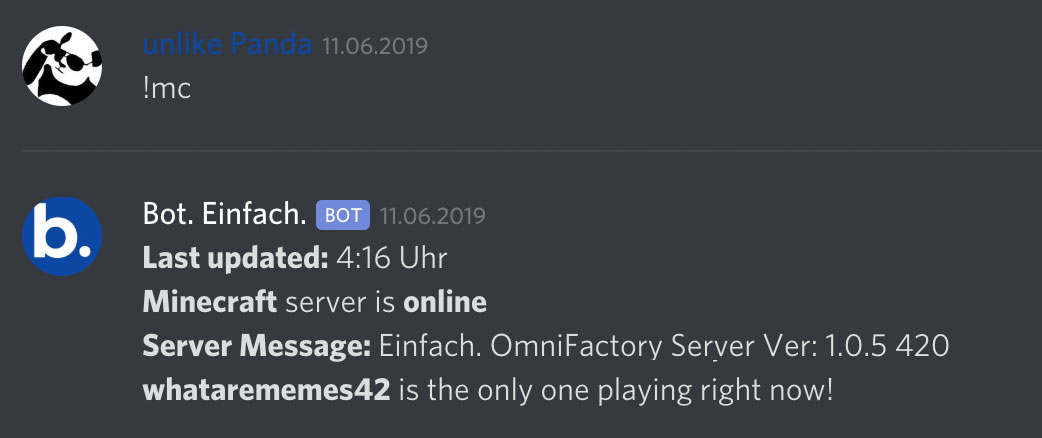 unlike Panda 11.06.2019
!mc
b.
Bot. Einfach. BOT 11.06.2019
Last updated: 4:16 Uhr
Minecraft server is online
Server Message: Einfach. OmniFactory Server Ver: 1.0.5 420
whatarememes42 is the only one playing right now!